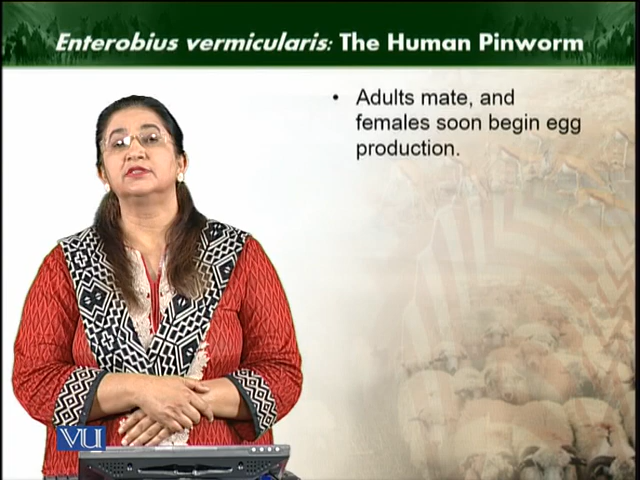 Enterobius vermicularis: The Human Pinworm
• Adults mate, and
females soon begin egg
production.
VU